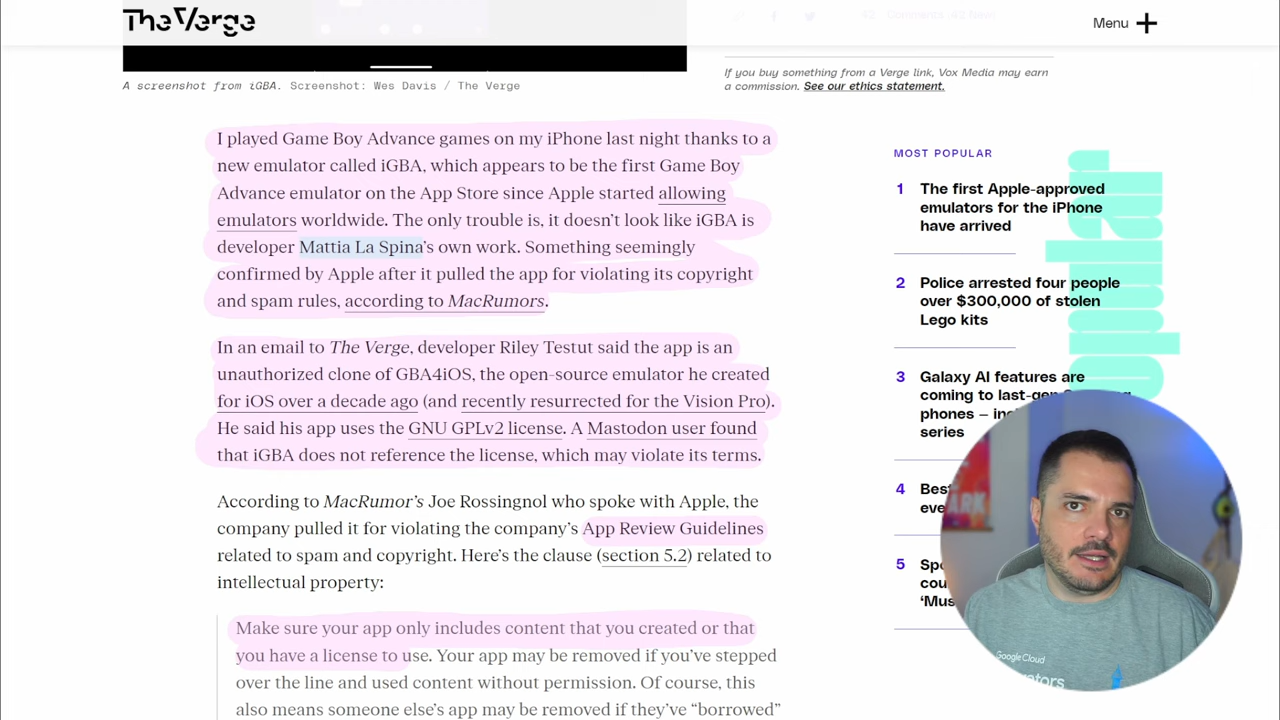 TheVerge
Menu
A screenshot from iGBA. Screenshot: Wes Davis / The Verge
If you buy something from a Verge link, Vox Media may earn
a commission. See our ethics statement.
I played Game Boy Advance games on my iPhone last night thanks to a
new emulator called iGBA, which appears to be the first Game Boy
Advance emulator on the App Store since Apple started allowing
emulators worldwide. The only trouble is, it doesn’t look like iGBA is
developer Mattia La Spina’s own work. Something seemingly
confirmed by Apple after it pulled the app for violating its copyright
and spam rules, according to MacRumors.
In an email to The Verge, developer Riley Testut said the app is an
unauthorized clone of GBA4iOS, the open-source emulator he created
for iOS over a decade ago (and recently resurrected for the Vision Pro).
He said his app uses the GNU GPLv2 license. A Mastodon user found
that iGBA does not reference the license, which may violate its terms.
According to MacRumor’s Joe Rossingnol who spoke with Apple, the
company pulled it for violating the company’s App Review Guidelines
related to spam and copyright. Here’s the clause (section 5.2) related to
intellectual property:
Make sure your app only includes content that you created or that
you have a license to use. Your app may be removed if you’ve stepped
over the line and used content without permission. Of course, this
also means someone else’s app may be removed if they’ve “borrowed”
MOST POPULAR
1 The first Apple-approved
emulators for the iPhone
have arrived
2 Police arrested four people
over $300,000 of stolen
Lego kits
3 Galaxy AI features are
coming to last-gen
phones —
series
4
5
Google Cloud